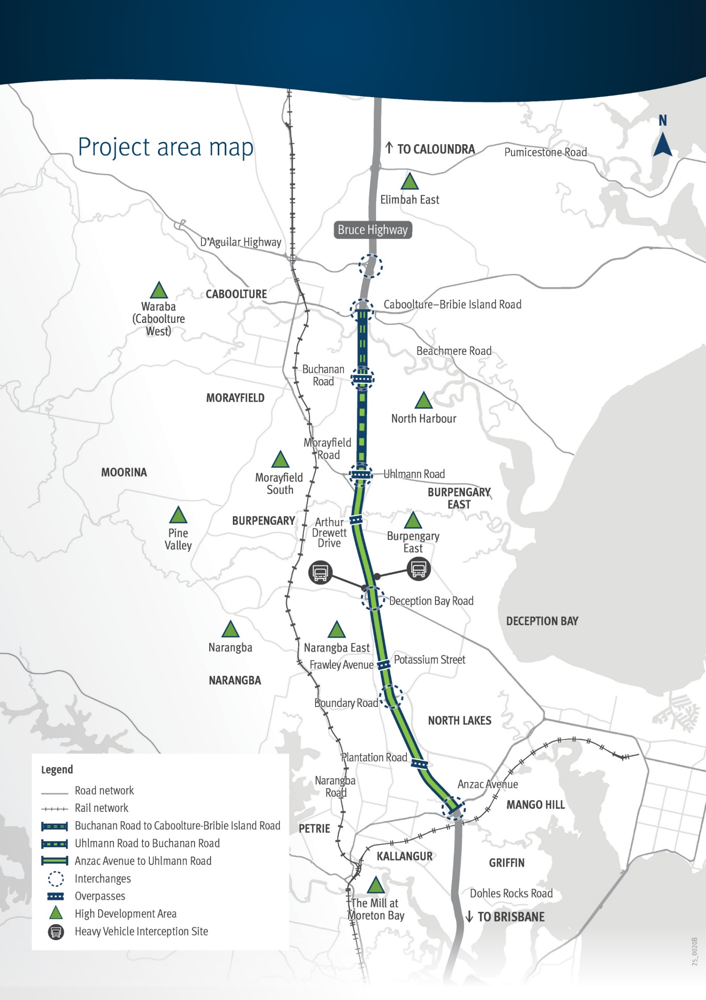 Project area map
N
↑ TO CALOUNDRA
Pumicestone Road
Elimbah East
Bruce Highway
D'Aguilar Highway
CABOOLTURE
Waraba
(Caboolture
West)
Caboolture–Bribie Island Road
Beachmere Road
Buchanan
Road
MORAYFIELD
North Harbour
Morayfield
Road
MOORINA
Morayfield
South
Uhlmann Road
BURPENGARY
EAST
Pine
Valley
BURPENGARY
Arthur
Drewett
Drive
Burpengary
East
Deception Bay Road
DECEPTION BAY
Narangba
Narangba East
Frawley Avenue
Potassium Street
NARANGBA
Boundary Road
NORTH LAKES
Plantation Road
Narangba
Road
Anzac Avenue
MANGO HILL
PETRIE
KALLANGUR
GRIFFIN
The Mill at
Moreton Bay
Dohles Rocks Road
↓ TO BRISBANE
Legend
Road network
Rail network
Buchanan Road to Caboolture-Bribie Island Road
Uhlmann Road to Buchanan Road
Anzac Avenue to Uhlmann Road
Interchanges
Overpasses
High Development Area
Heavy Vehicle Interception Site
25_0020B